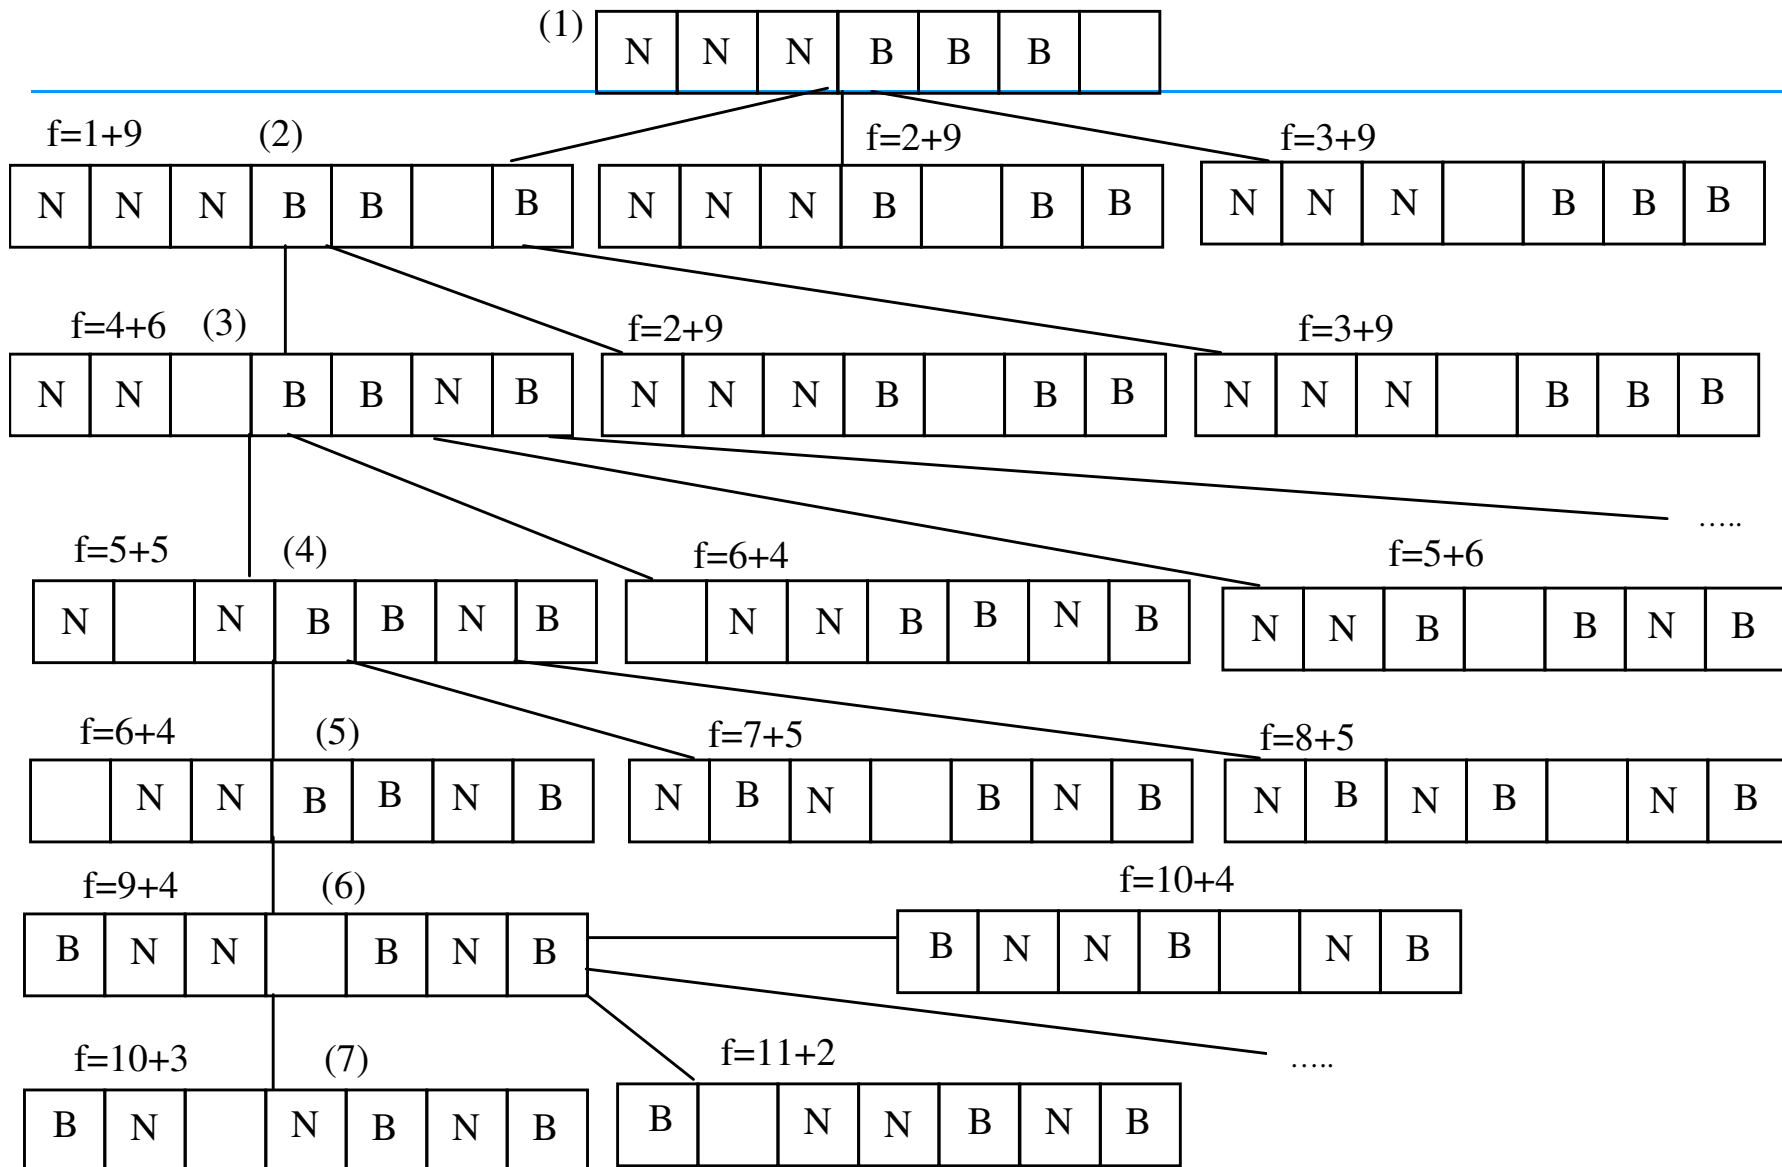 (1) N N N B B B
f=1+9 (2) f=2+9 f=3+9
N N N B B B N N N B B B N N N B B B
f=4+6 (3) f=2+9 f=3+9
N N B B N B N N N B B B N N N B B B
.....
f=5+5 (4) f=6+4 f=5+6
N N B B N B N N B B N B N N B B N B
f=6+4 (5) f=7+5 f=8+5
N N B B N B N B N B N B N B N B N B
f=9+4 (6) f=10+4
B N N B N B B N N B N B
f=10+3 (7) f=11+2 .....
B N N B N B B N N B N B